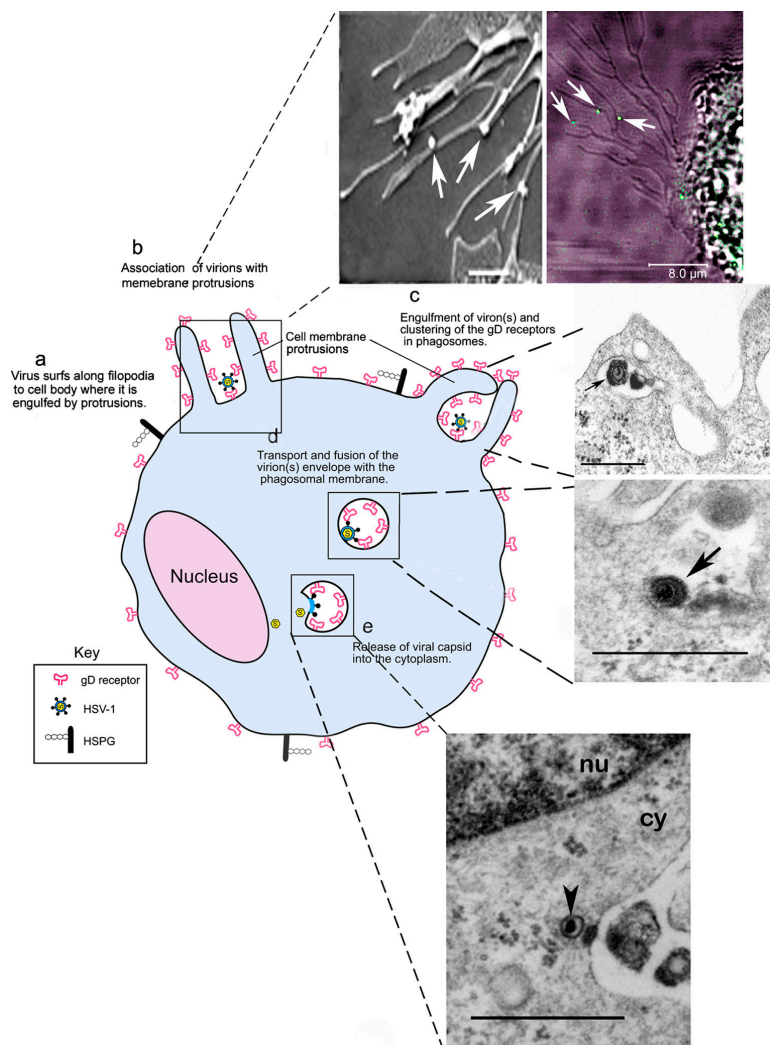 b
Association of virions with
memebrane protrusions
8.0 µm
c
Engulfment of viron(s) and
clustering of the gD receptors
in phagosomes.
Cell membrane
protrusions
a
Virus surfs along filopodia
to cell body where it is
engulfed by protrusions.
d
Transport and fusion of the
virion(s) envelope with the
phagosomal membrane.
Nucleus
S
S
S
S
S
e
Release of viral capsid
into the cytoplasm.
Key
gD receptor
S
HSV-1
HSPG
nu
cy